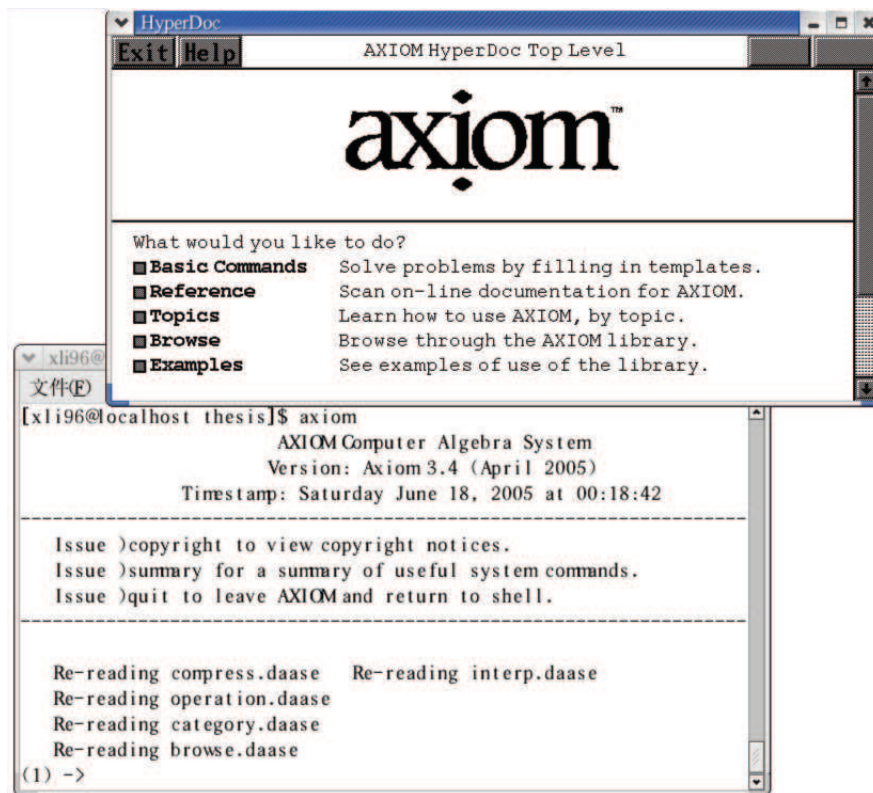 HyperDoc
Exit Help AXIOM HyperDoc Top Level
axiom™
What would you like to do?
Basic Commands Solve problems by filling in templates.
Reference Scan on-line documentation for AXIOM.
Topics Learn how to use AXIOM, by topic.
Browse Browse through the AXIOM library.
Examples See examples of use of the library.
xli96@
文件(F)
[xli96@localhost thesis]$ axiom
AXIOM Computer Algebra System
Version: Axiom 3.4 (April 2005)
Timestamp: Saturday June 18, 2005 at 00:18:42
-----------------------------------------------------------------------------
Issue )copyright to view copyright notices.
Issue )summary for a summary of useful system commands.
Issue )quit to leave AXIOM and return to shell.
-----------------------------------------------------------------------------
Re-reading compress.daase Re-reading interp.daase
Re-reading operation.daase
Re-reading category.daase
Re-reading browse.daase
(1) ->